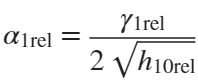 α₁rel = γ₁rel / (2 √h₁₀rel)